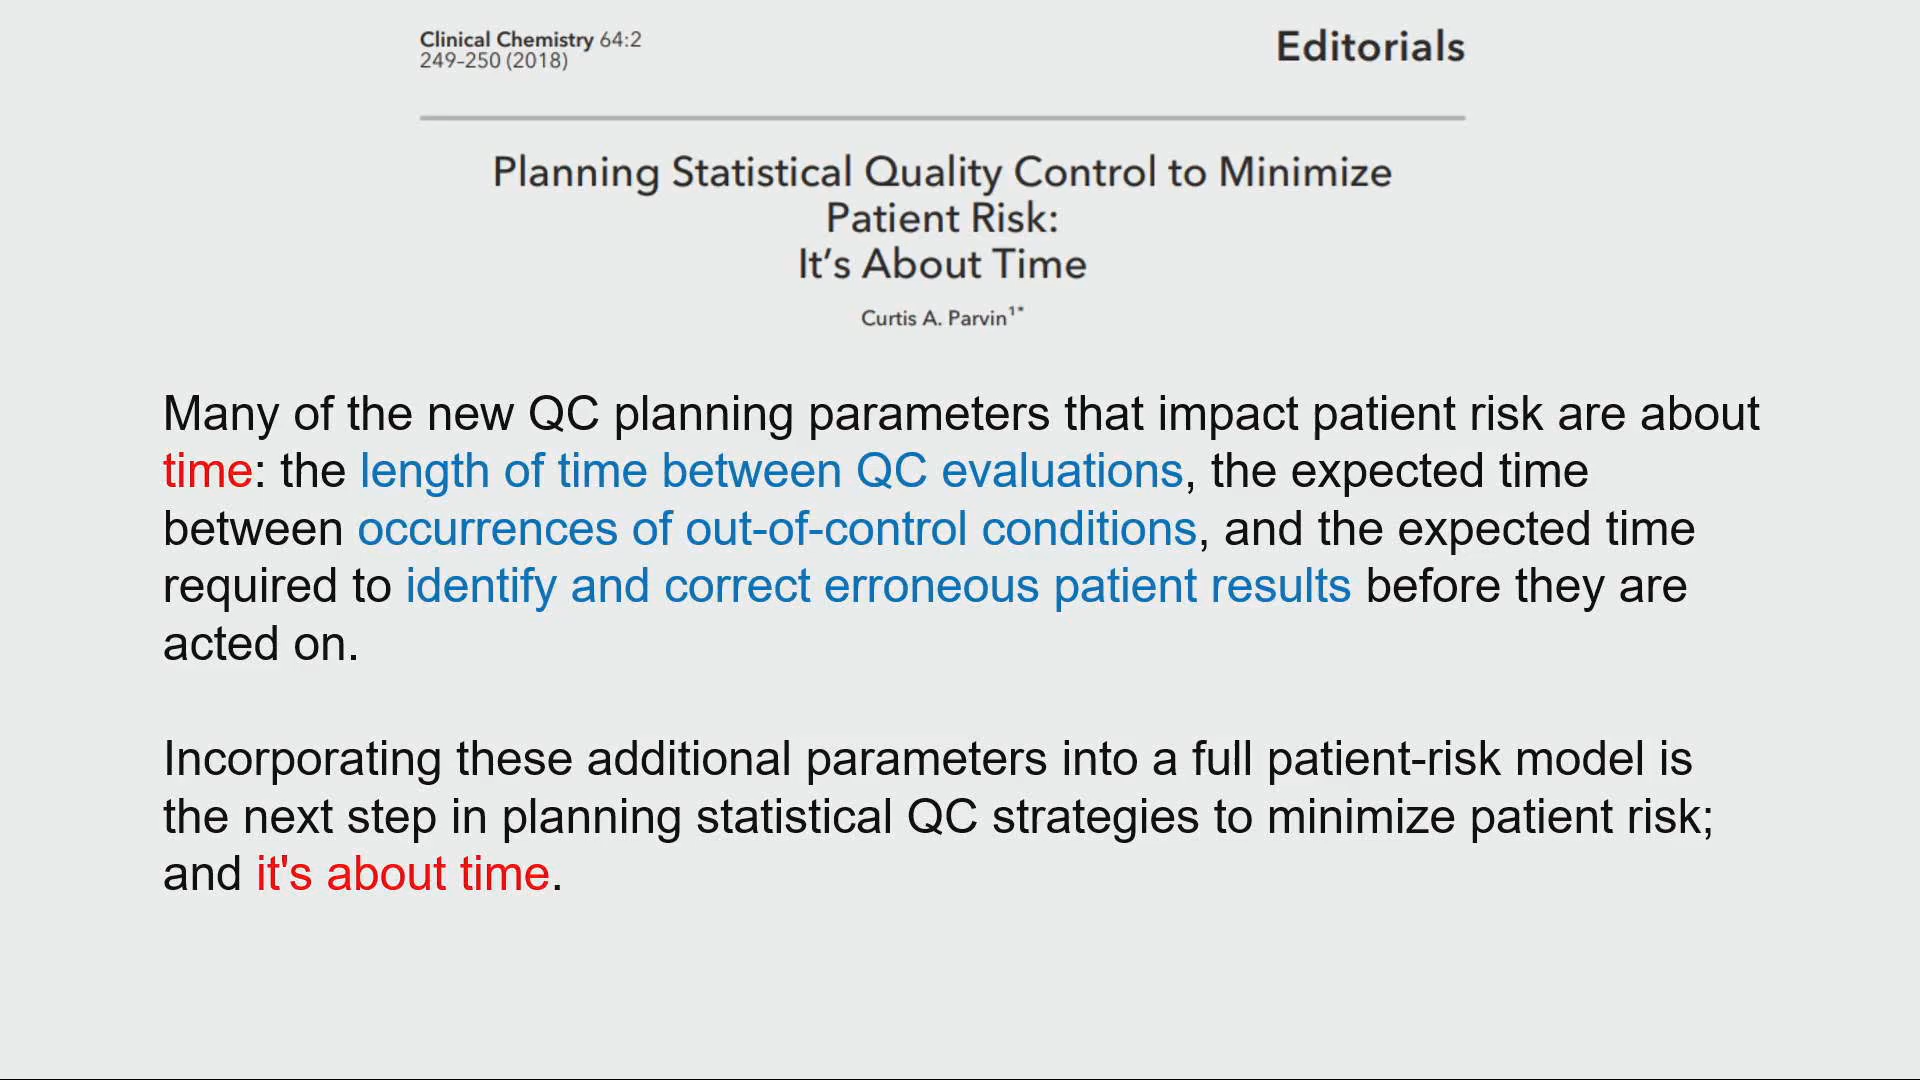 Clinical Chemistry 64:2
249–250 (2018)
Editorials
Planning Statistical Quality Control to Minimize
Patient Risk:
It’s About Time
Curtis A. Parvin1*
Many of the new QC planning parameters that impact patient risk are about
time: the length of time between QC evaluations, the expected time
between occurrences of out-of-control conditions, and the expected time
required to identify and correct erroneous patient results before they are
acted on.
Incorporating these additional parameters into a full patient-risk model is
the next step in planning statistical QC strategies to minimize patient risk;
and it's about time.